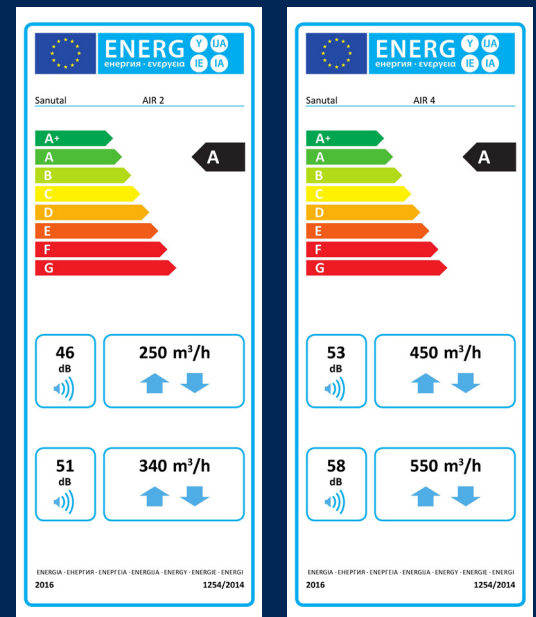 ENERG Y IJA
енергия · ενεργεια IE IA
Sanutal AIR 2
A+
A
B
C
D
E
F
G
A
46 dB
250 m³/h
51 dB
340 m³/h
ENERGIA · ЕНЕРГИЯ · ΕΝΕΡΓΕΙΑ · ENERGIJA · ENERGY · ENERGIE · ENERGI
2016 1254/2014
ENERG Y IJA
енергия · ενεργεια IE IA
Sanutal AIR 4
A+
A
B
C
D
E
F
G
A
53 dB
450 m³/h
58 dB
550 m³/h
ENERGIA · ЕНЕРГИЯ · ΕΝΕΡΓΕΙΑ · ENERGIJA · ENERGY · ENERGIE · ENERGI
2016 1254/2014